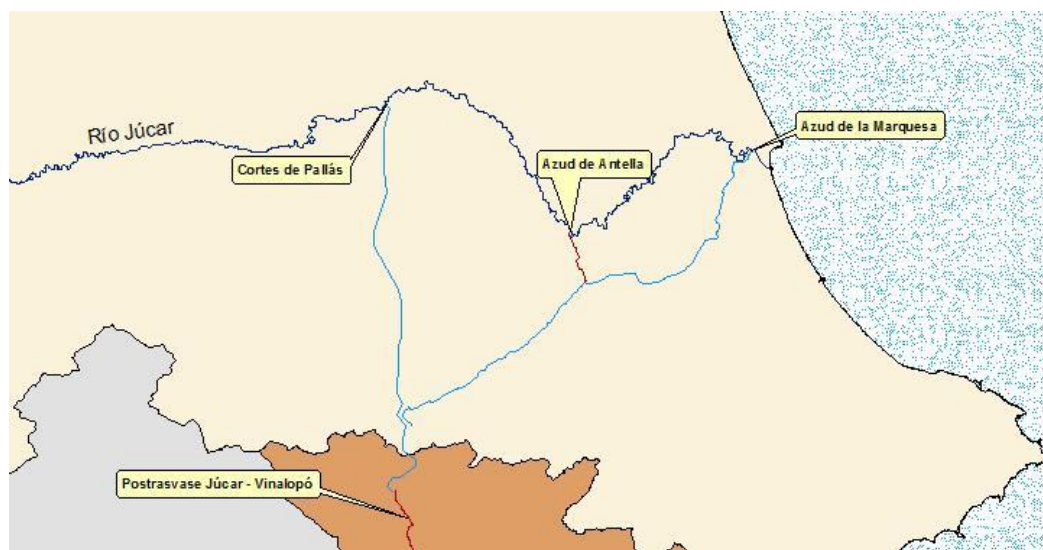 Río Júcar
Azud de la Marquesa
Cortes de Pallás
Azud de Antella
Postrasvase Júcar - Vinalopó